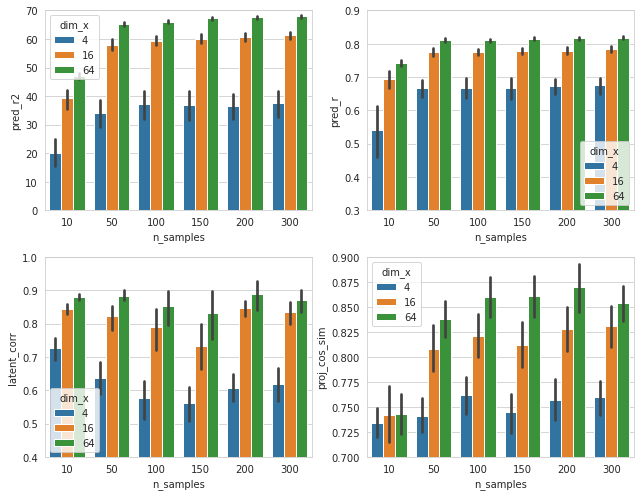 pred_r2
70
60
50
40
30
20
10
0
dim_x
4
16
64
10 50 100 150 200 300
n_samples
pred_r
0.9
0.8
0.7
0.6
0.5
0.4
0.3
dim_x
4
16
64
10 50 100 150 200 300
n_samples
latent_corr
1.0
0.9
0.8
0.7
0.6
0.5
0.4
dim_x
4
16
64
10 50 100 150 200 300
n_samples
proj_cos_sim
0.900
0.875
0.850
0.825
0.800
0.775
0.750
0.725
0.700
dim_x
4
16
64
10 50 100 150 200 300
n_samples